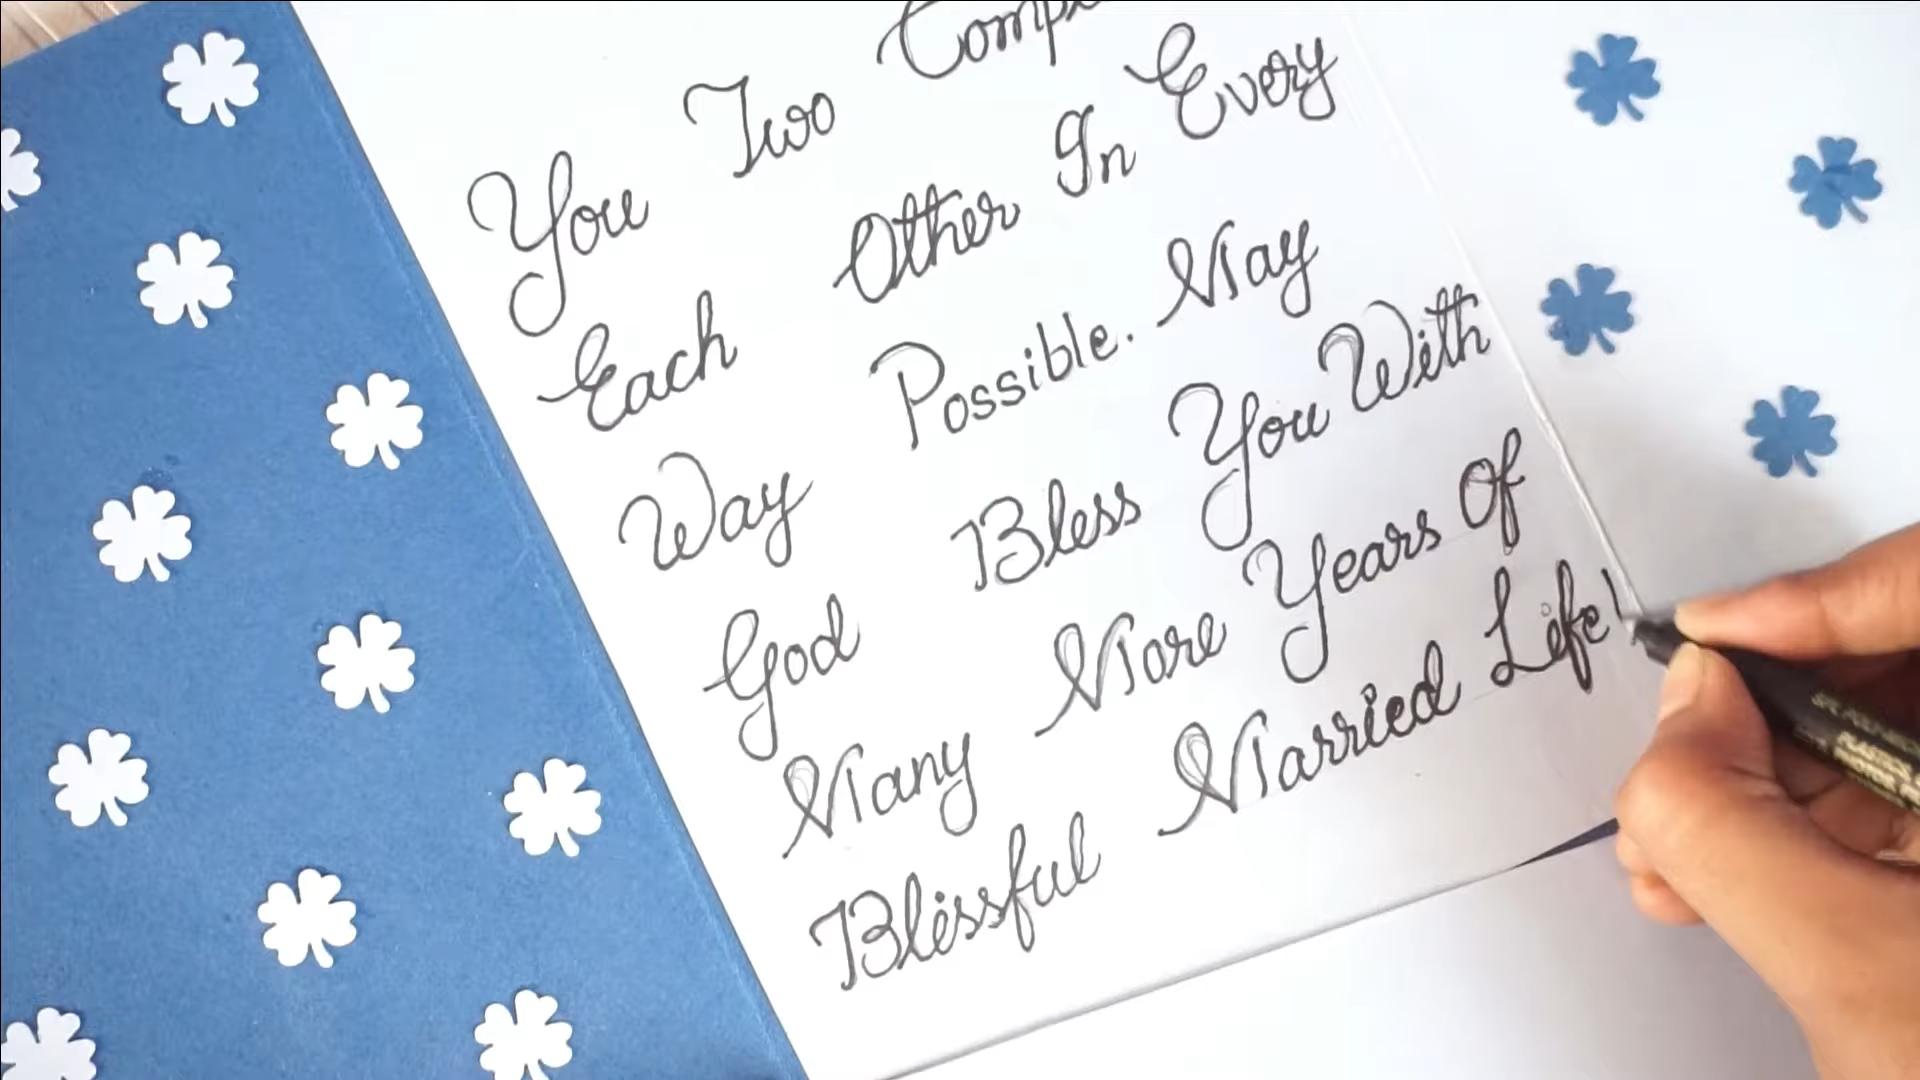 You Two
Each Other In Every
Way Possible. May
God Bless You With
Many More Years Of
Blissful Married Life!